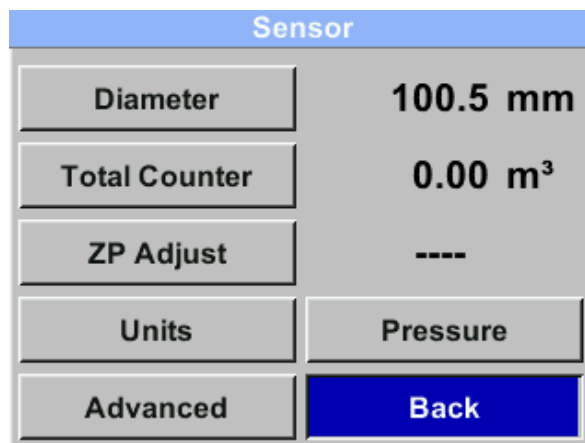 Sensor
Diameter 100.5 mm
Total Counter 0.00 m³
ZP Adjust ----
Units Pressure
Advanced Back